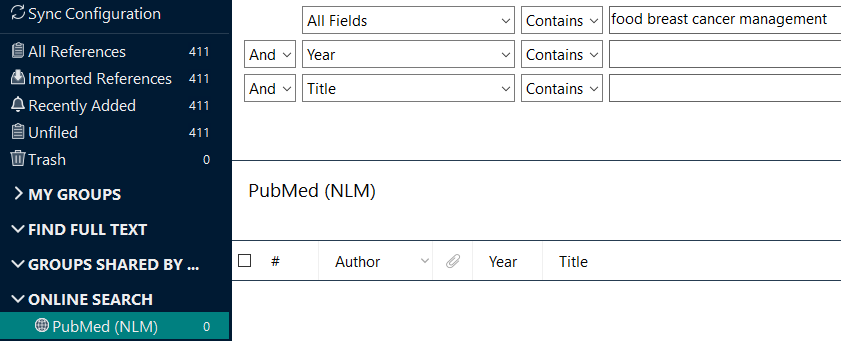 Sync Configuration
All References 411
Imported References 411
Recently Added 411
Unfiled 411
Trash 0
MY GROUPS
FIND FULL TEXT
GROUPS SHARED BY ...
ONLINE SEARCH
PubMed (NLM) 0
All Fields Contains food breast cancer management
And Year Contains
And Title Contains
PubMed (NLM)
# Author Year Title